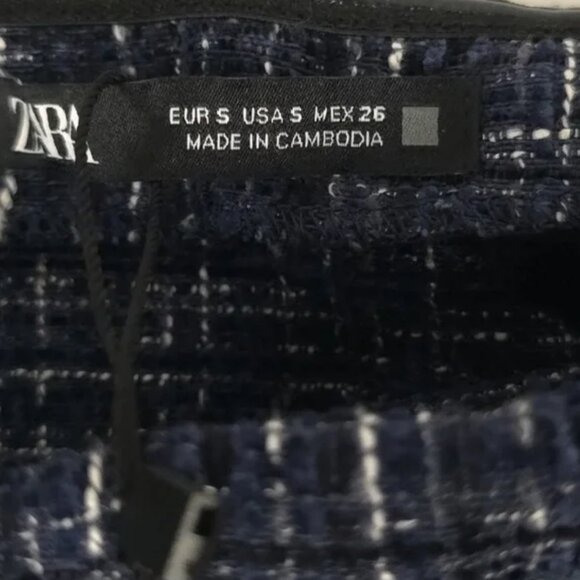 ZARA
EUR S USA S MEX 26
MADE IN CAMBODIA